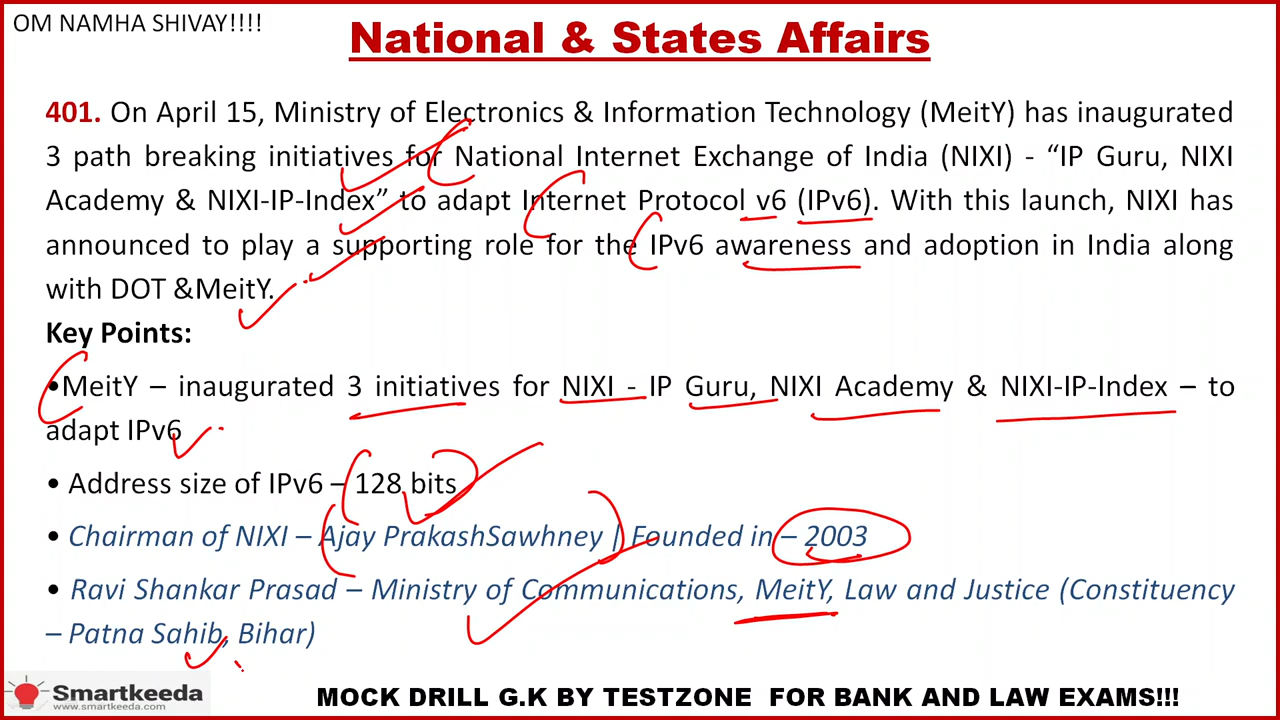 OM NAMHA SHIVAY!!!!
National & States Affairs
401. On April 15, Ministry of Electronics & Information Technology (MeitY) has inaugurated
3 path breaking initiatives for National Internet Exchange of India (NIXI) - “IP Guru, NIXI
Academy & NIXI-IP-Index” to adapt Internet Protocol v6 (IPv6). With this launch, NIXI has
announced to play a supporting role for the IPv6 awareness and adoption in India along
with DOT &MeitY.
Key Points:
•MeitY – inaugurated 3 initiatives for NIXI - IP Guru, NIXI Academy & NIXI-IP-Index – to
adapt IPv6
• Address size of IPv6 – 128 bits
• Chairman of NIXI – Ajay PrakashSawhney | Founded in – 2003
• Ravi Shankar Prasad – Ministry of Communications, MeitY, Law and Justice (Constituency
– Patna Sahib, Bihar)
Smartkeeda
www.smartkeeda.com
MOCK DRILL G.K BY TESTZONE FOR BANK AND LAW EXAMS!!!